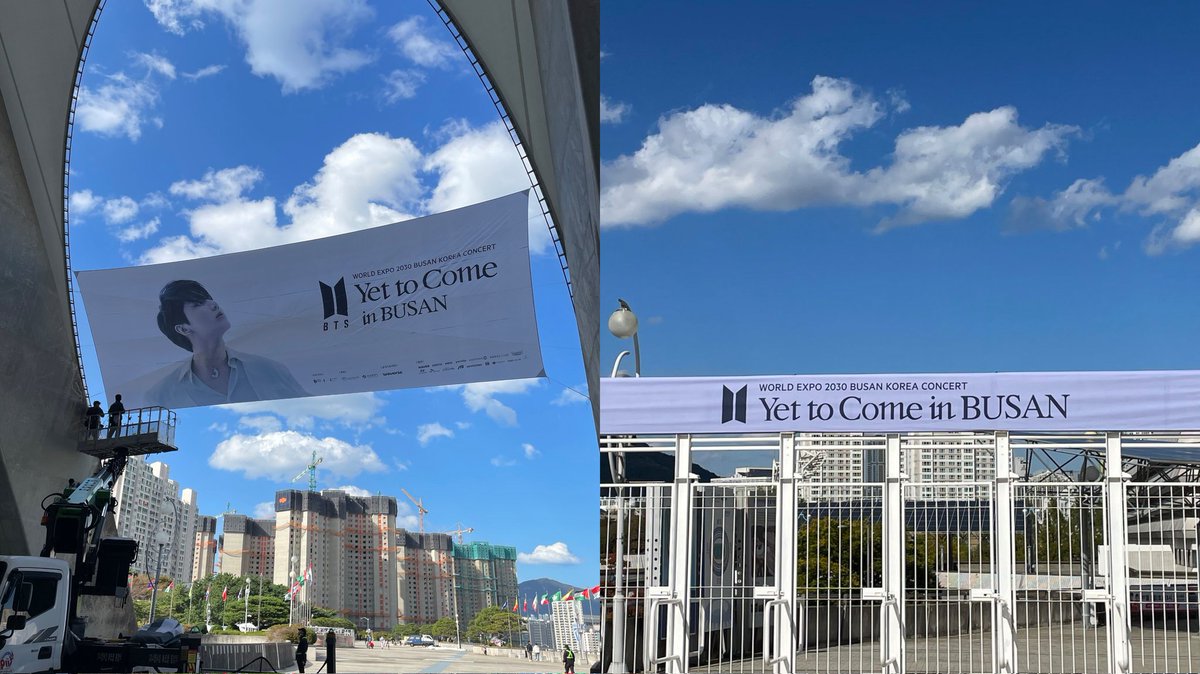 WORLD EXPO 2030 BUSAN KOREA CONCERT
Yet to Come
in BUSAN
BTS
WORLD EXPO 2030 BUSAN KOREA CONCERT
Yet to Come in BUSAN